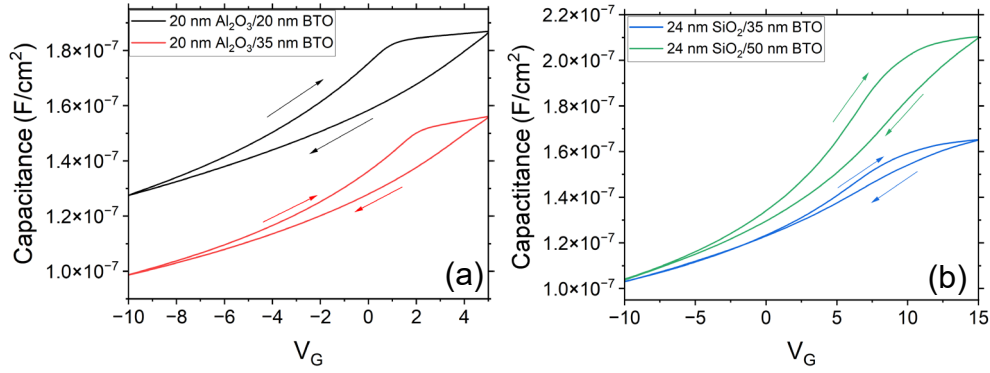 20 nm Al₂O₃/20 nm BTO
20 nm Al₂O₃/35 nm BTO
Capacitance (F/cm²)
1.8×10⁻⁷
1.6×10⁻⁷
1.4×10⁻⁷
1.2×10⁻⁷
1.0×10⁻⁷
(a)
−10 −8 −6 −4 −2 0 2 4
V_G
24 nm SiO₂/35 nm BTO
24 nm SiO₂/50 nm BTO
Capactitance (F/cm²)
2.2×10⁻⁷
2.0×10⁻⁷
1.8×10⁻⁷
1.6×10⁻⁷
1.4×10⁻⁷
1.2×10⁻⁷
1.0×10⁻⁷
(b)
−10 −5 0 5 10 15
V_G